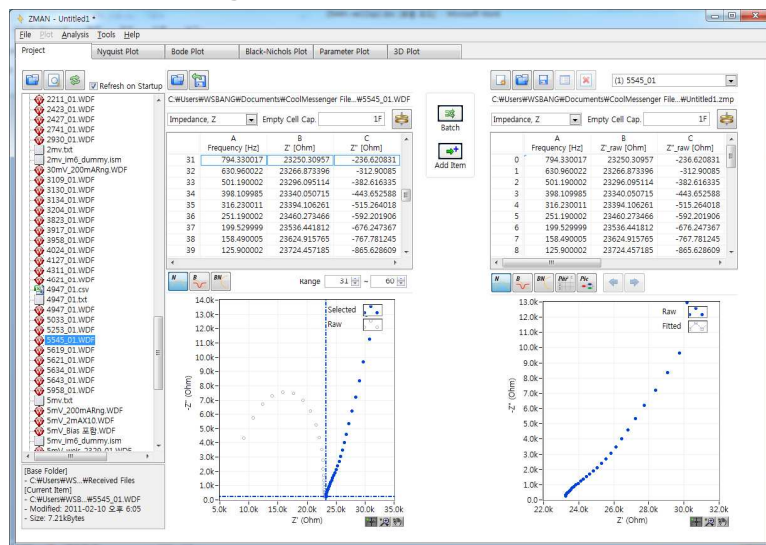 ZMAN - Untitled1 *
File Plot Analysis Tools Help
Project Nyquist Plot Bode Plot Black-Nichols Plot Parameter Plot 3D Plot
Refresh on Startup
(1) 5545_01
2211_01.WDF
2423_01.WDF
2427_01.WDF
2741_01.WDF
2930_01.WDF
2mv.txt
2mv_im6_dummy.ism
30mV_200mARng.WDF
3109_01.WDF
3130_01.WDF
3134_01.WDF
3204_01.WDF
3823_01.WDF
3917_01.WDF
3958_01.WDF
4024_01.WDF
4127_01.WDF
4311_01.WDF
4621_01.WDF
4947_01.csv
4947_01.txt
4947_01.WDF
5033_01.WDF
5253_01.WDF
5545_01.WDF
5619_01.WDF
5621_01.WDF
5634_01.WDF
5643_01.WDF
5958_01.WDF
5mv.txt
5mV_200mARng.WDF
5mV_2mAX10.WDF
5mV_Bias 포함.WDF
5mv_im6_dummy.ism
[Base Folder]
- C:₩Users₩WS...₩Received Files
[Current Item]
- C:₩Users₩WSB...₩5545_01.WDF
- Modified: 2011-02-10 오후 6:05
- Size: 7.21kBytes
C:₩Users₩WSBANG₩Documents₩CoolMessenger File...₩5545_01.WDF
Impedance, Z Empty Cell Cap. 1F
A B C
Frequency [Hz] Z' [Ohm] Z'' [Ohm]
31 794.330017 23250.30957 -236.620831
32 630.960022 23266.873396 -312.90085
33 501.190002 23296.095114 -382.616335
34 398.109985 23340.050715 -443.652588
35 316.230011 23394.106261 -515.264018
36 251.190002 23460.273466 -592.201906
37 199.529999 23536.441812 -676.247367
38 158.490005 23624.915765 -767.781245
39 125.900002 23724.457185 -865.628609
N B BN Range 31 ~ 60
Selected
Raw
14.0k
13.0k
12.0k
11.0k
10.0k
9.0k
8.0k
7.0k
6.0k
5.0k
4.0k
3.0k
2.0k
1.0k
0.0
-Z'' (Ohm)
5.0k 10.0k 15.0k 20.0k 25.0k 30.0k 35.0k
Z' (Ohm)
Batch
Add Item
C:₩Users₩WSBANG₩Documents₩CoolMessenger File...₩Untitled1.zmp
Impedance, Z Empty Cell Cap. 1F
A B C
Frequency [Hz] Z'_raw [Ohm] Z''_raw [Ohm]
0 794.330017 23250.30957 -236.620831
1 630.960022 23266.873396 -312.90085
2 501.190002 23296.095114 -382.616335
3 398.109985 23340.050715 -443.652588
4 316.230011 23394.106261 -515.264018
5 251.190002 23460.273466 -592.201906
6 199.529999 23536.441812 -676.247367
7 158.490005 23624.915765 -767.781245
8 125.900002 23724.457185 -865.628609
N B BN Par Pic
Raw
Fitted
13.0k
12.0k
11.0k
10.0k
9.0k
8.0k
7.0k
6.0k
5.0k
4.0k
3.0k
2.0k
1.0k
0.0
-Z'' (Ohm)
22.0k 24.0k 26.0k 28.0k 30.0k 32.0k
Z' (Ohm)